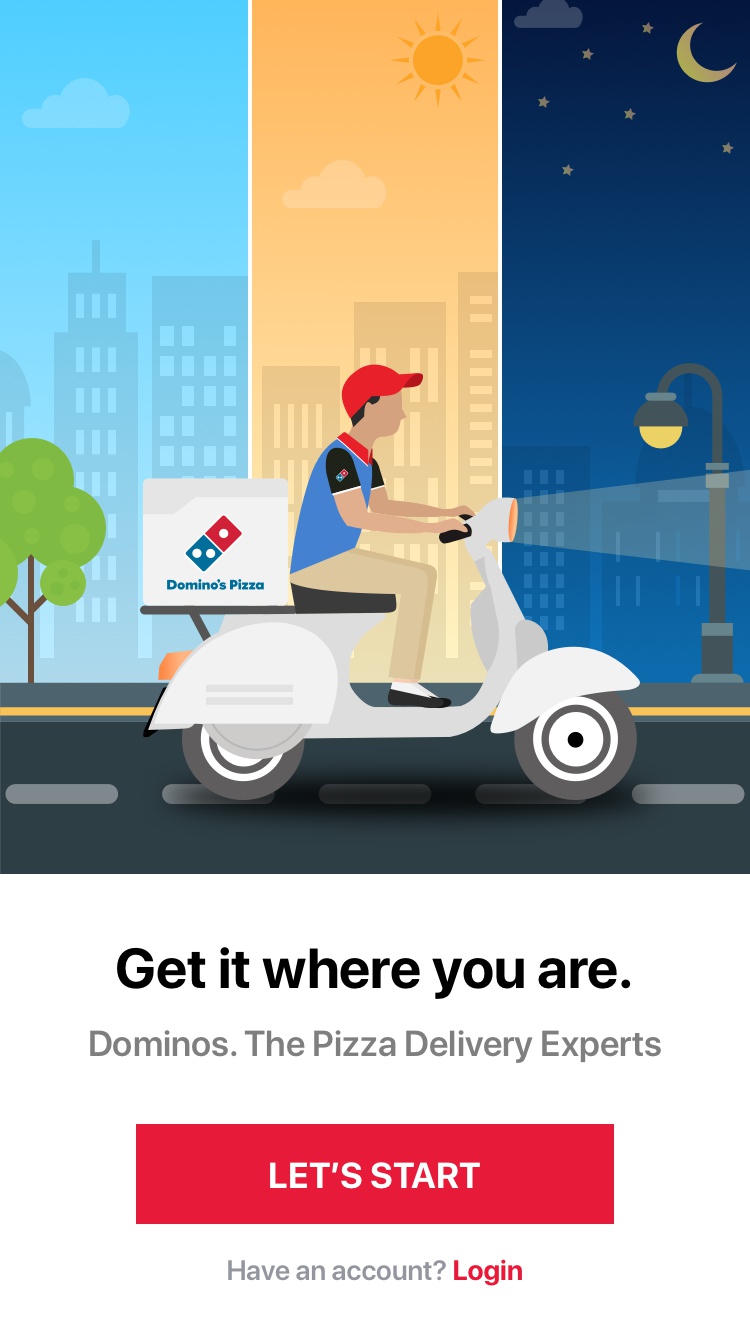 Domino's Pizza
Get it where you are.
Dominos. The Pizza Delivery Experts
LET’S START
Have an account? Login